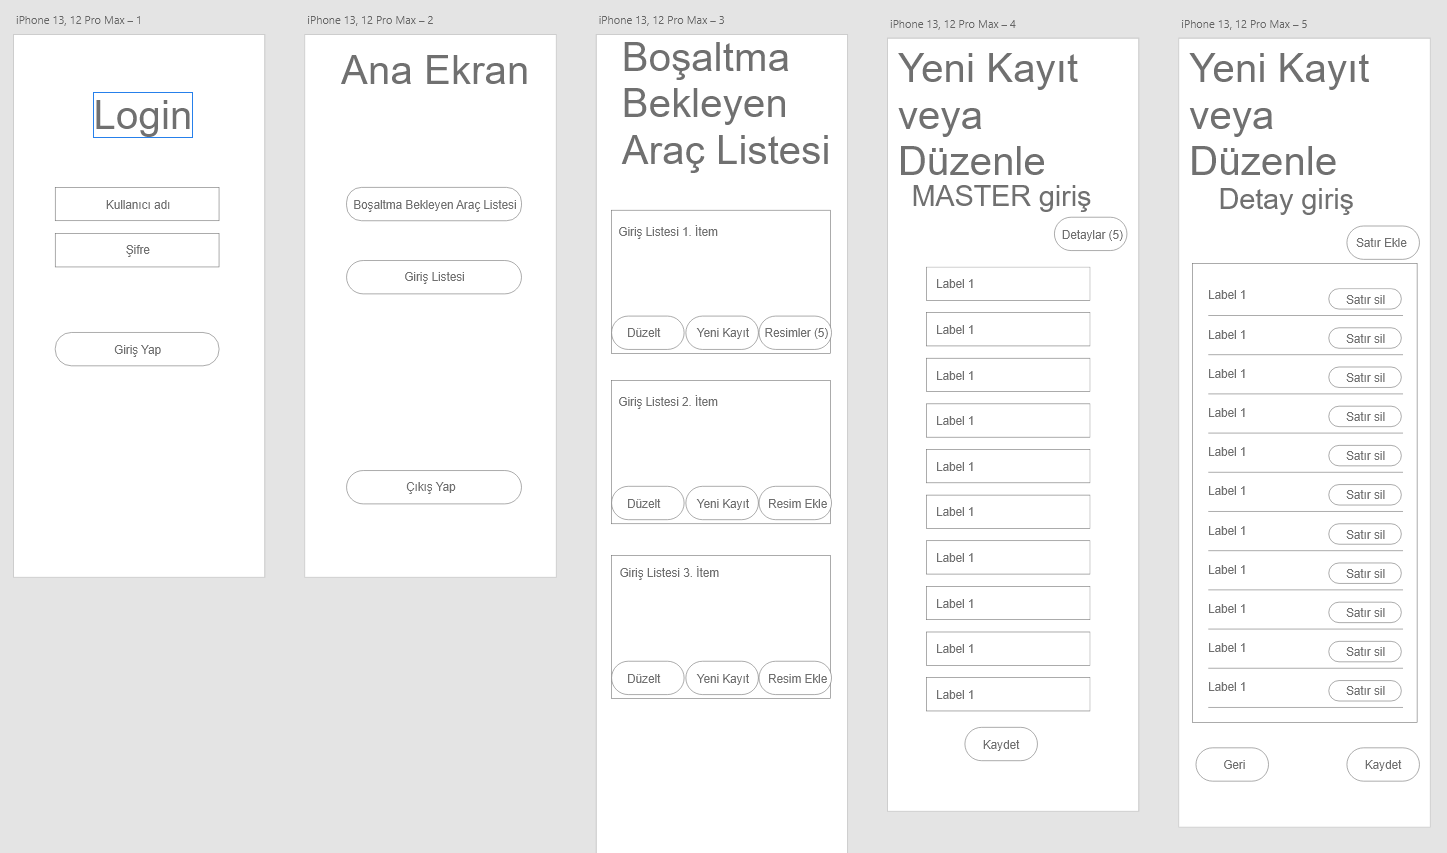 iPhone 13, 12 Pro Max – 1
Login
Kullanıcı adı
Şifre
Giriş Yap
iPhone 13, 12 Pro Max – 2
Ana Ekran
Boşaltma Bekleyen Araç Listesi
Giriş Listesi
Çıkış Yap
iPhone 13, 12 Pro Max – 3
Boşaltma
Bekleyen
Araç Listesi
Giriş Listesi 1. İtem
Düzelt Yeni Kayıt Resimler (5)
Giriş Listesi 2. İtem
Düzelt Yeni Kayıt Resim Ekle
Giriş Listesi 3. İtem
Düzelt Yeni Kayıt Resim Ekle
iPhone 13, 12 Pro Max – 4
Yeni Kayıt
veya
Düzenle
MASTER giriş
Detaylar (5)
Label 1
Label 1
Label 1
Label 1
Label 1
Label 1
Label 1
Label 1
Label 1
Label 1
Kaydet
iPhone 13, 12 Pro Max – 5
Yeni Kayıt
veya
Düzenle
Detay giriş
Satır Ekle
Label 1 Satır sil
Label 1 Satır sil
Label 1 Satır sil
Label 1 Satır sil
Label 1 Satır sil
Label 1 Satır sil
Label 1 Satır sil
Label 1 Satır sil
Label 1 Satır sil
Label 1 Satır sil
Label 1 Satır sil
Geri Kaydet